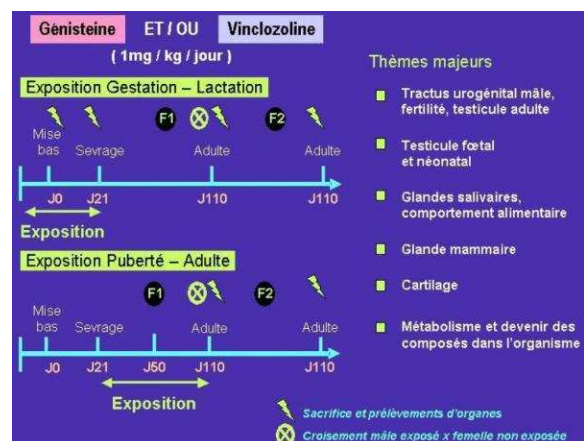 Génisteine ET / OU Vinclozoline
( 1mg / kg / jour )
Exposition Gestation – Lactation
F1 F2
Mise
bas Sevrage Adulte Adulte
J0 J21 J110 J110
Exposition
Exposition Puberté – Adulte
F1 F2
Mise
bas Sevrage Adulte Adulte
J0 J21 J50 J110 J110
Exposition
Thèmes majeurs
Tractus urogénital mâle,
fertilité, testicule adulte
Testicule fœtal
et néonatal
Glandes salivaires,
comportement alimentaire
Glande mammaire
Cartilage
Métabolisme et devenir des
composés dans l'organisme
Sacrifice et prélèvements d'organes
Croisement mâle exposé x femelle non exposée